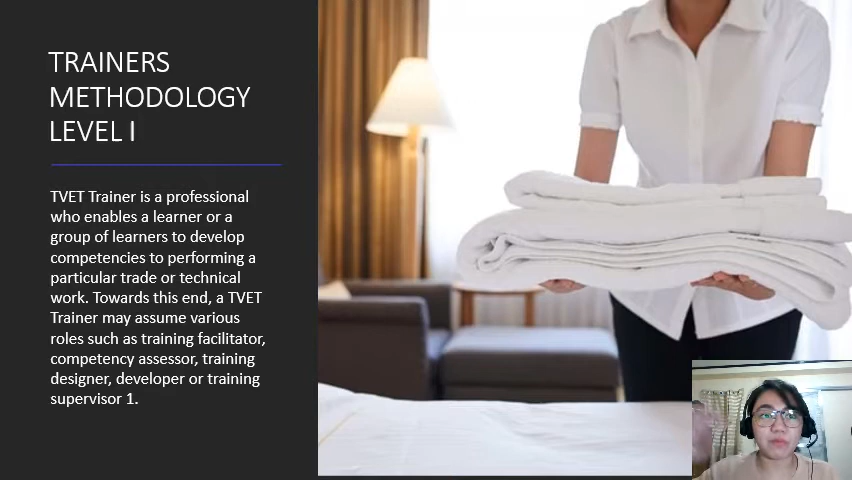 TRAINERS
METHODOLOGY
LEVEL I
TVET Trainer is a professional
who enables a learner or a
group of learners to develop
competencies to performing a
particular trade or technical
work. Towards this end, a TVET
Trainer may assume various
roles such as training facilitator,
competency assessor, training
designer, developer or training
supervisor 1.